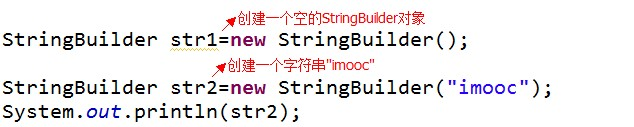 创建一个空的StringBuilder对象
StringBuilder str1=new StringBuilder();
创建一个字符串"imooc"
StringBuilder str2=new StringBuilder("imooc");
System.out.println(str2);